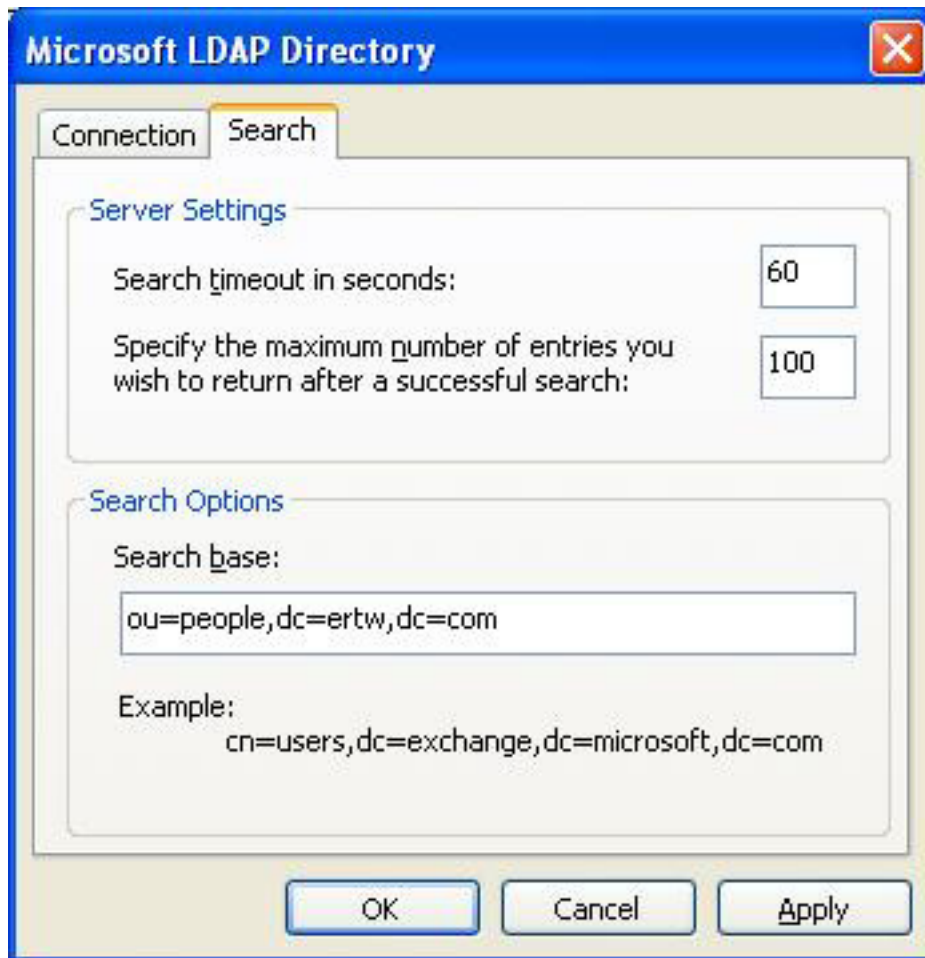 Microsoft LDAP Directory
Connection
Search
Server Settings
Search timeout in seconds:
60
Specify the maximum number of entries you
wish to return after a successful search:
100
Search Options
Search base:
ou=people,dc=ertw,dc=com
Example:
cn=users,dc=exchange,dc=microsoft,dc=com
OK
Cancel
Apply